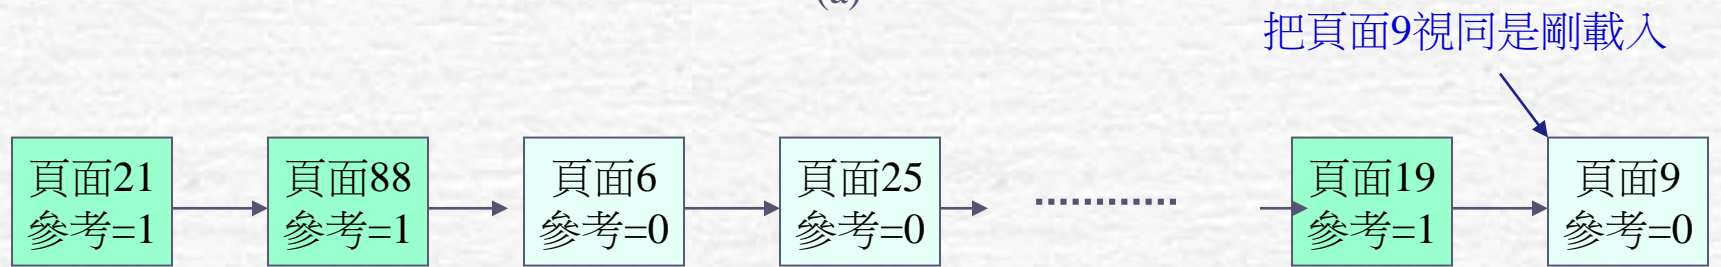 (a)
把頁面9視同是剛載入
頁面21
參考=1
頁面88
參考=1
頁面6
參考=0
頁面25
參考=0
...........
頁面19
參考=1
頁面9
參考=0